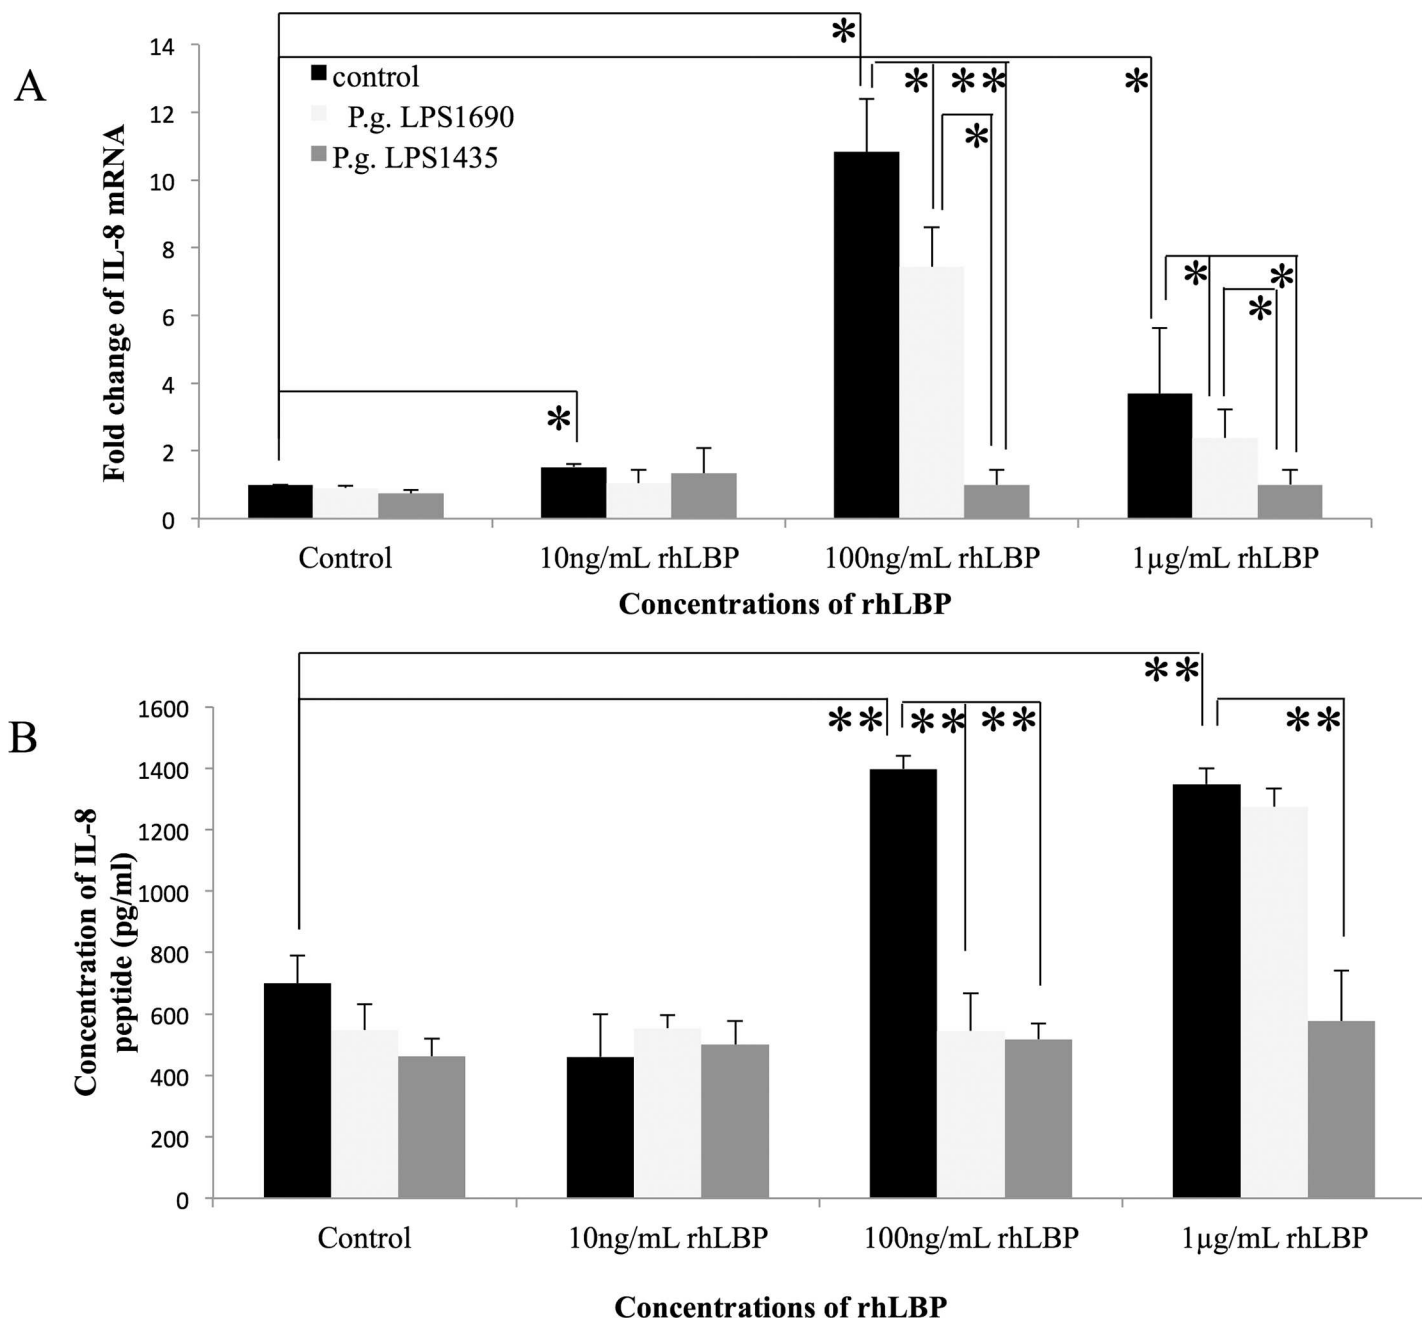 A
*
14
* ** *
control
12
P.g. LPS1690
*
P.g. LPS1435
10
8
* *
*
6
4
*
2
0
Fold change of IL-8 mRNA
Control 10ng/mL rhLBP 100ng/mL rhLBP 1µg/mL rhLBP
Concentrations of rhLBP
B
**
1600
** ** ** **
1400
1200
1000
800
600
400
200
0
Concentration of IL-8
peptide (pg/ml)
Control 10ng/mL rhLBP 100ng/mL rhLBP 1µg/mL rhLBP
Concentrations of rhLBP